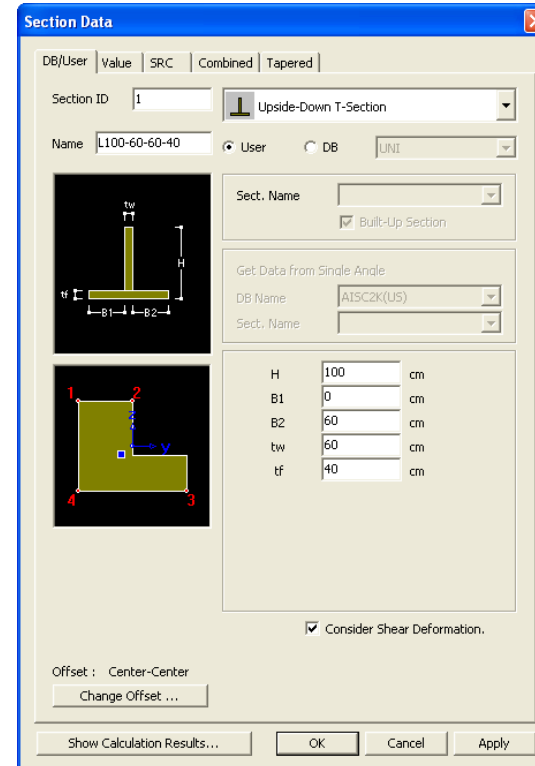 Section Data
DB/User Value SRC Combined Tapered
Section ID 1 Upside-Down T-Section
Name L100-60-60-40 User DB UNI
Sect. Name
Built-Up Section
Get Data from Single Angle
DB Name AISC2K(US)
Sect. Name
tw
H
tf
B1 B2
H 100 cm
B1 0 cm
B2 60 cm
tw 60 cm
tf 40 cm
1 2
z
y
4 3
Consider Shear Deformation.
Offset : Center-Center
Change Offset ...
Show Calculation Results... OK Cancel Apply